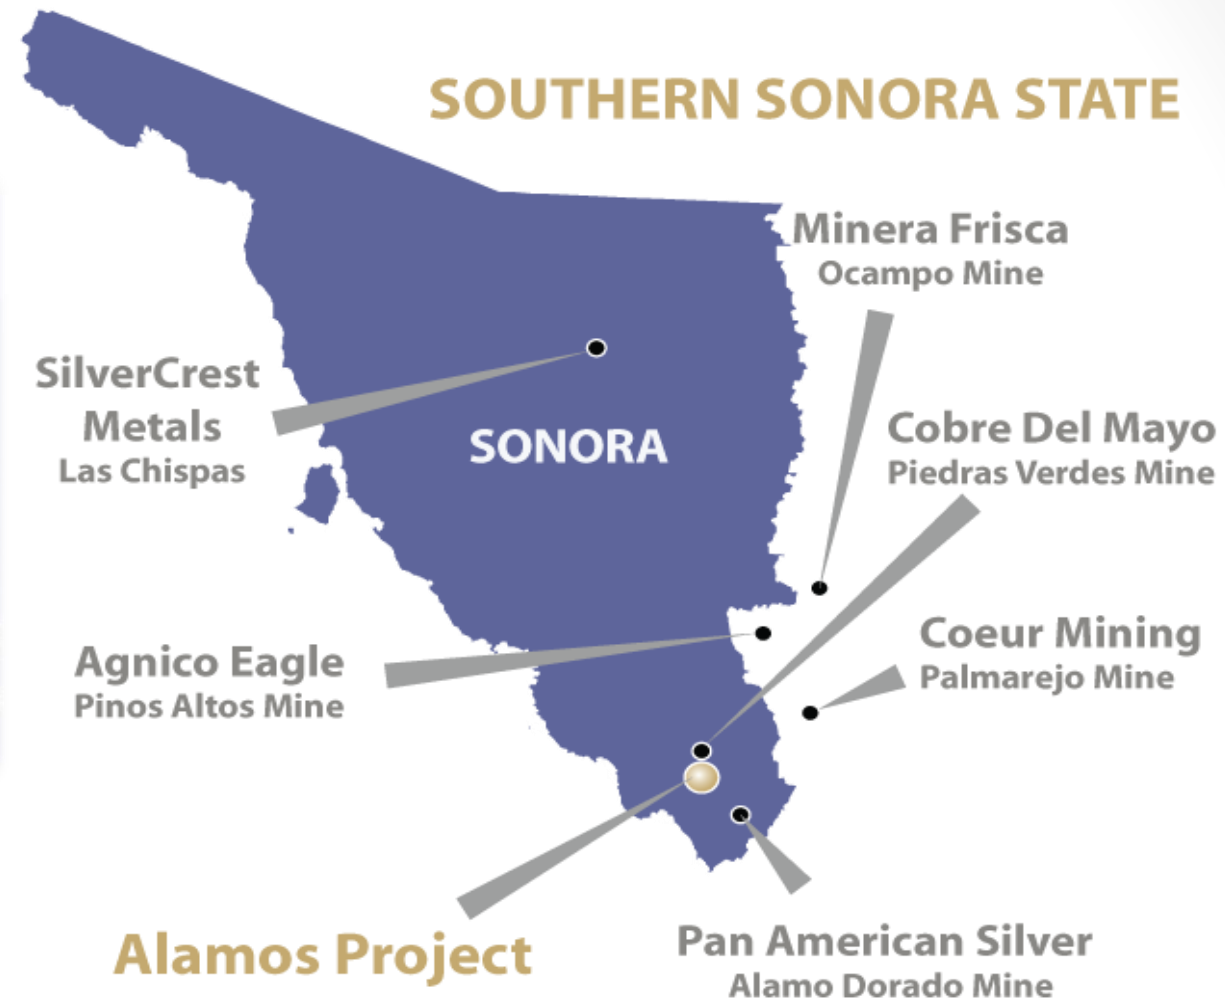 SOUTHERN SONORA STATE
Minera Frisca
Ocampo Mine
SilverCrest
Metals
Las Chispas
SONORA
Cobre Del Mayo
Piedras Verdes Mine
Agnico Eagle
Pinos Altos Mine
Coeur Mining
Palmarejo Mine
Alamos Project
Pan American Silver
Alamo Dorado Mine